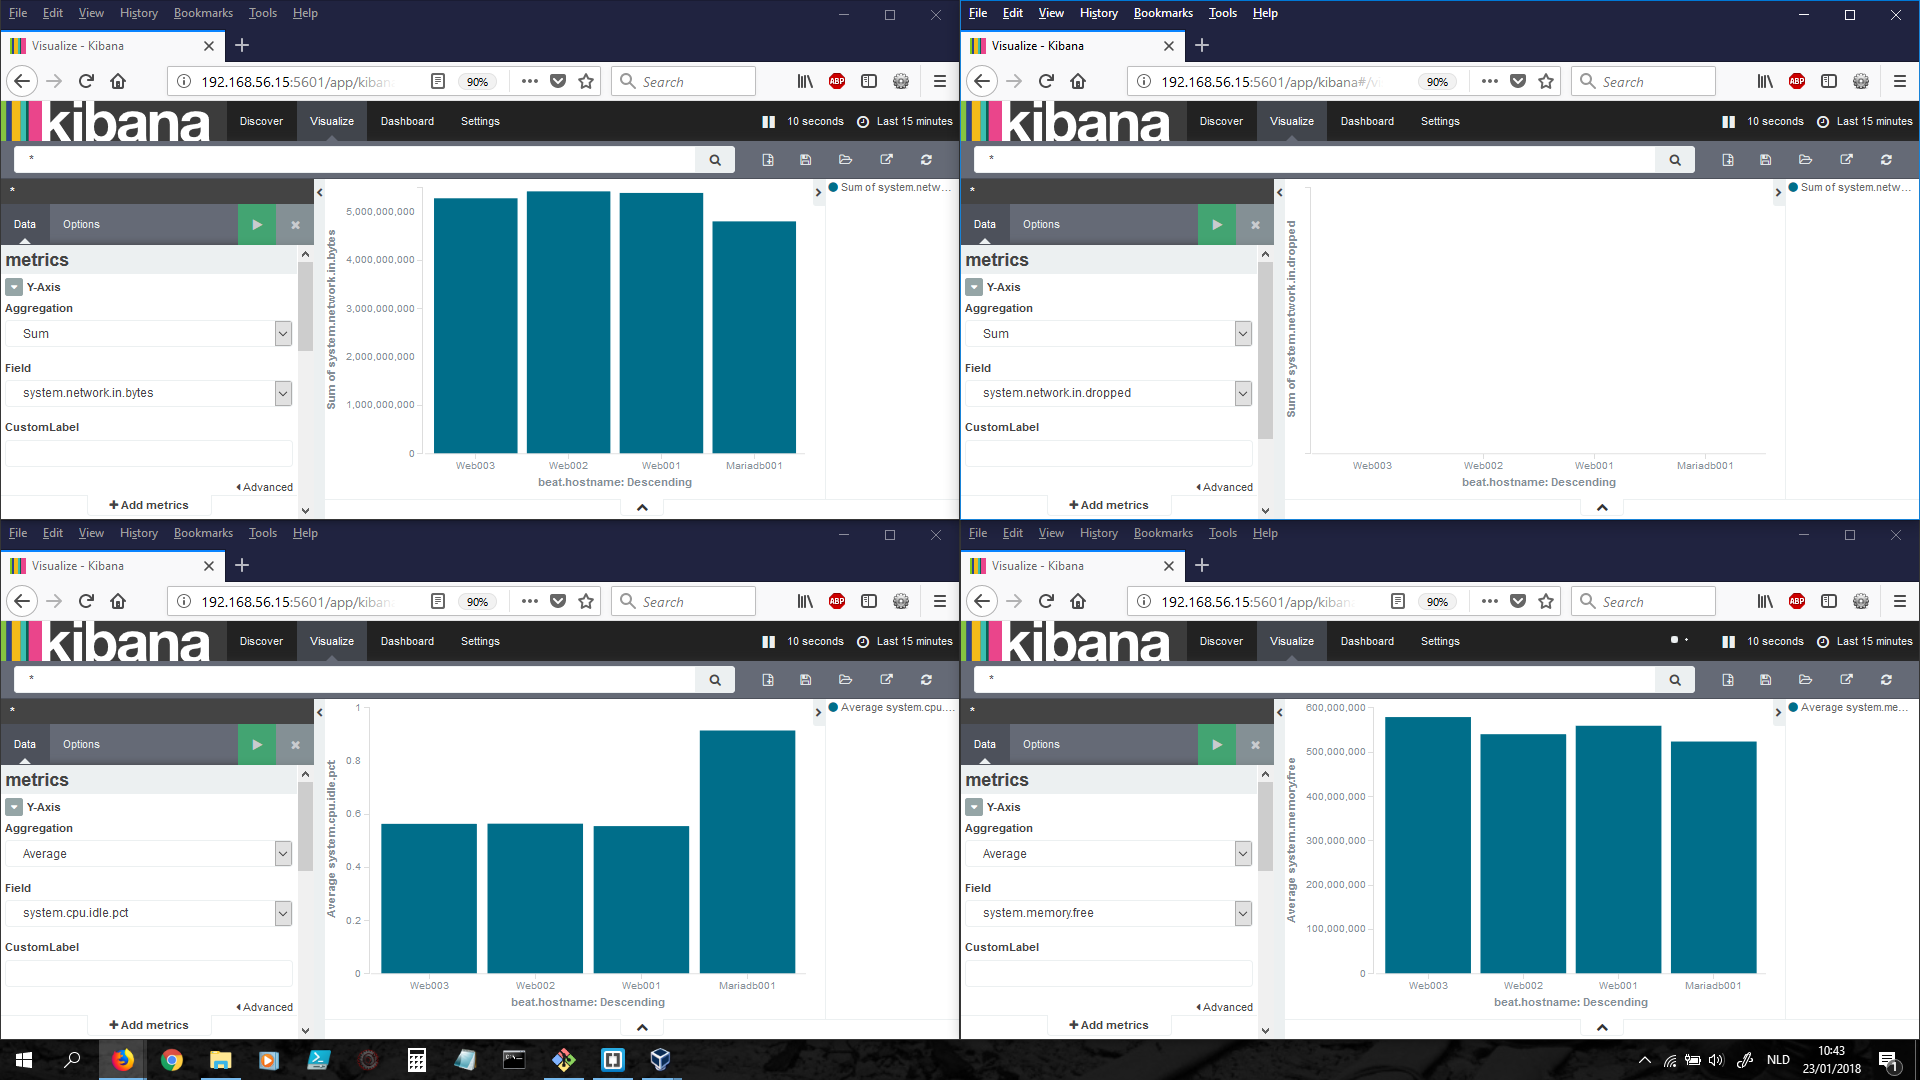 File Edit View History Bookmarks Tools Help
Visualize - Kibana
192.168.56.15:5601/app/kibana 90% Search
kibana Discover Visualize Dashboard Settings 10 seconds Last 15 minutes
*
*
Data Options
metrics
Y-Axis
Aggregation
Sum
Field
system.network.in.bytes
CustomLabel
Advanced
Add metrics
Sum of system.network.in.bytes
5,000,000,000
4,000,000,000
3,000,000,000
2,000,000,000
1,000,000,000
0
Web003 Web002 Web001 Mariadb001
beat.hostname: Descending
Sum of system.netw...
File Edit View History Bookmarks Tools Help
Visualize - Kibana
192.168.56.15:5601/app/kibana#/v 90% Search
kibana Discover Visualize Dashboard Settings 10 seconds Last 15 minutes
*
*
Data Options
metrics
Y-Axis
Aggregation
Sum
Field
system.network.in.dropped
CustomLabel
Advanced
Add metrics
Sum of system.network.in.dropped
Web003 Web002 Web001 Mariadb001
beat.hostname: Descending
Sum of system.netw...
File Edit View History Bookmarks Tools Help
Visualize - Kibana
192.168.56.15:5601/app/kibana 90% Search
kibana Discover Visualize Dashboard Settings 10 seconds Last 15 minutes
*
*
Data Options
metrics
Y-Axis
Aggregation
Average
Field
system.cpu.idle.pct
CustomLabel
Advanced
Add metrics
Average system.cpu.idle.pct
1
0.8
0.6
0.4
0.2
0
Web003 Web002 Web001 Mariadb001
beat.hostname: Descending
Average system.cpu....
File Edit View History Bookmarks Tools Help
Visualize - Kibana
192.168.56.15:5601/app/kibana 90% Search
kibana Discover Visualize Dashboard Settings 10 seconds Last 15 minutes
*
*
Data Options
metrics
Y-Axis
Aggregation
Average
Field
system.memory.free
CustomLabel
Advanced
Add metrics
Average system.memory.free
600,000,000
500,000,000
400,000,000
300,000,000
200,000,000
100,000,000
0
Web003 Web002 Web001 Mariadb001
beat.hostname: Descending
Average system.me...
NLD
10:43
23/01/2018
1